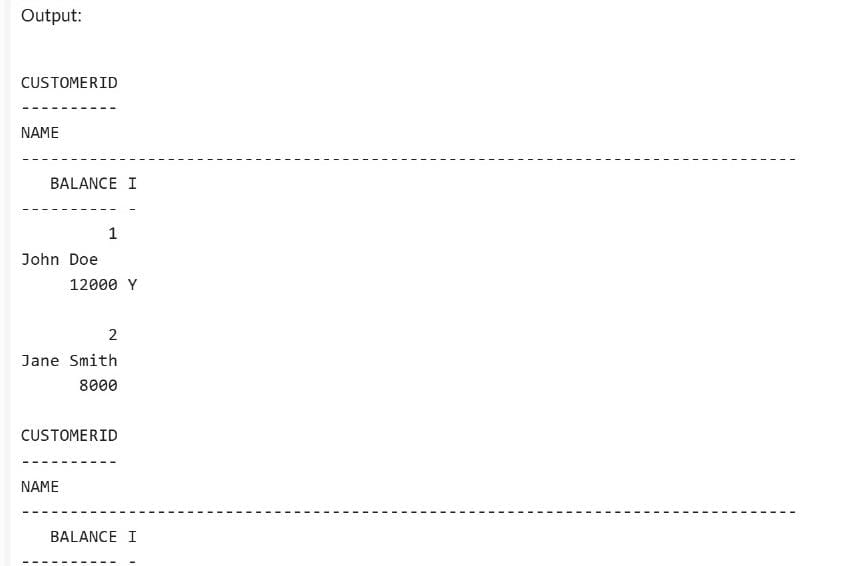 Output:
CUSTOMERID
----------
NAME
--------------------------------------------------------------------------------
   BALANCE I
---------- -
         1
John Doe
     12000 Y
         2
Jane Smith
      8000
CUSTOMERID
----------
NAME
--------------------------------------------------------------------------------
   BALANCE I
---------- -